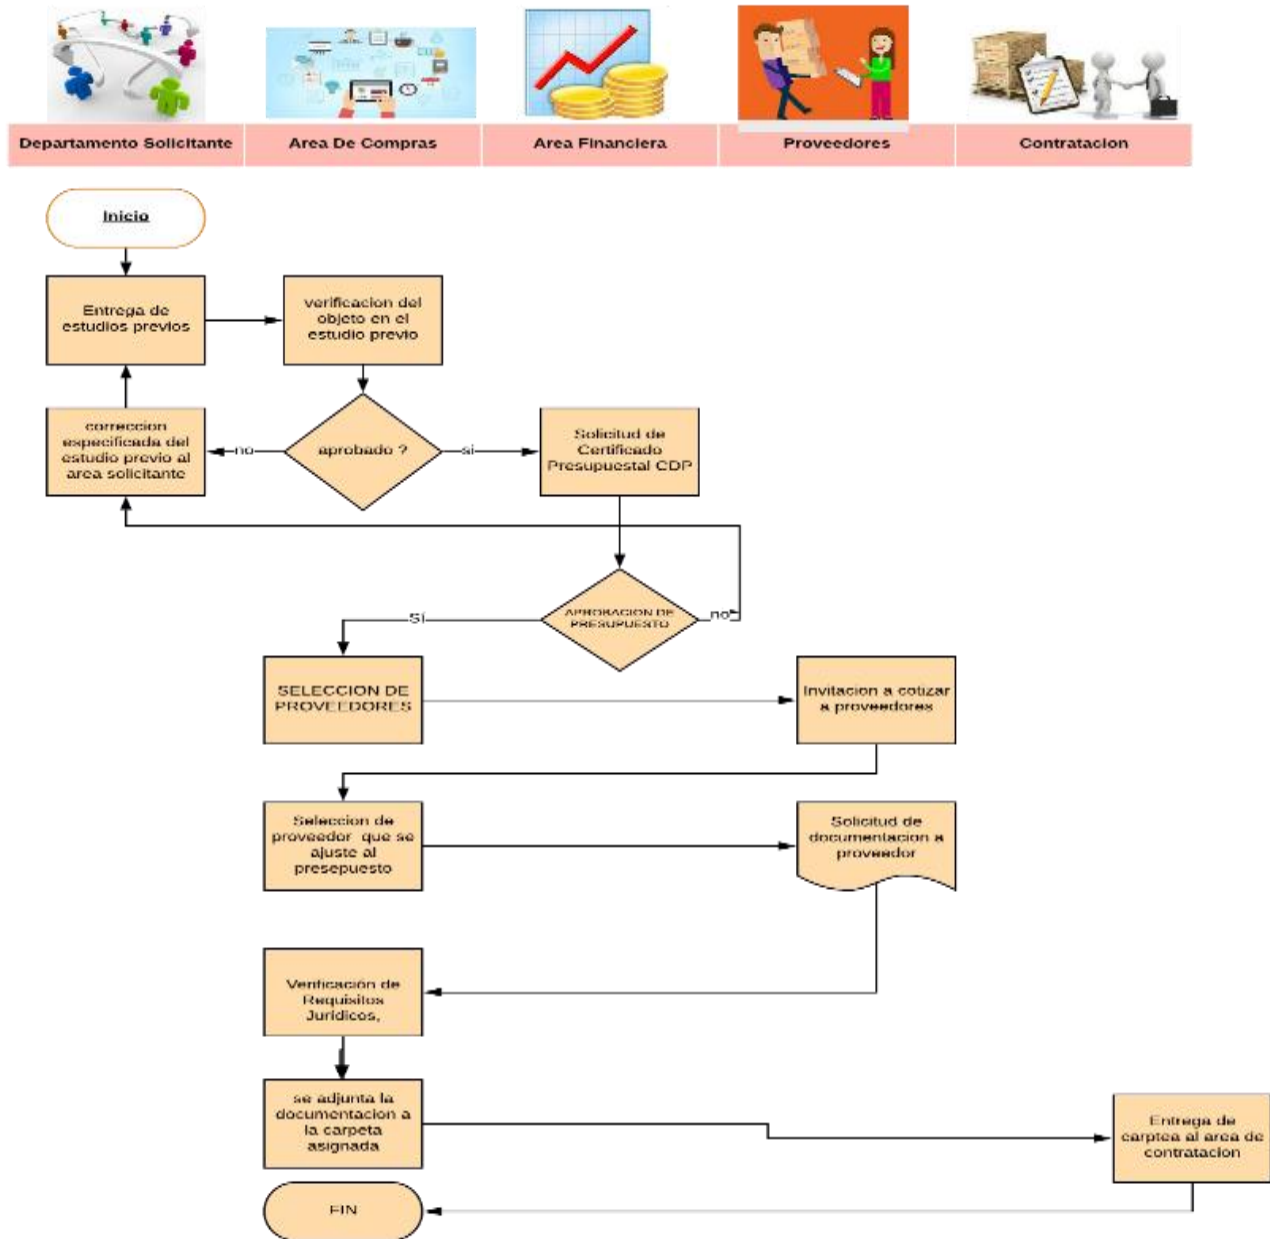 Departamento Solicitante
Area De Compras
Area Financiera
Proveedores
Contratacion
Inicio
Entrega de
estudios previos
verificacion del
objeto en el
estudio previo
correccion
especificada del
estudio previo al
area solicitante
no
aprobado ?
si
Solicitud de
Certificado
Presupuestal CDP
APROBACION DE
PRESUPUESTO
no
Sí
SELECCION DE
PROVEEDORES
Invitacion a cotizar
a proveedores
Seleccion de
proveedor que se
ajuste al
presepuesto
Solicitud de
documentacion a
proveedor
Verificación de
Requisitos
Jurídicos,
se adjunta la
documentacion a
la carpeta
asignada
Entrega de
carptea al area de
contratacion
FIN